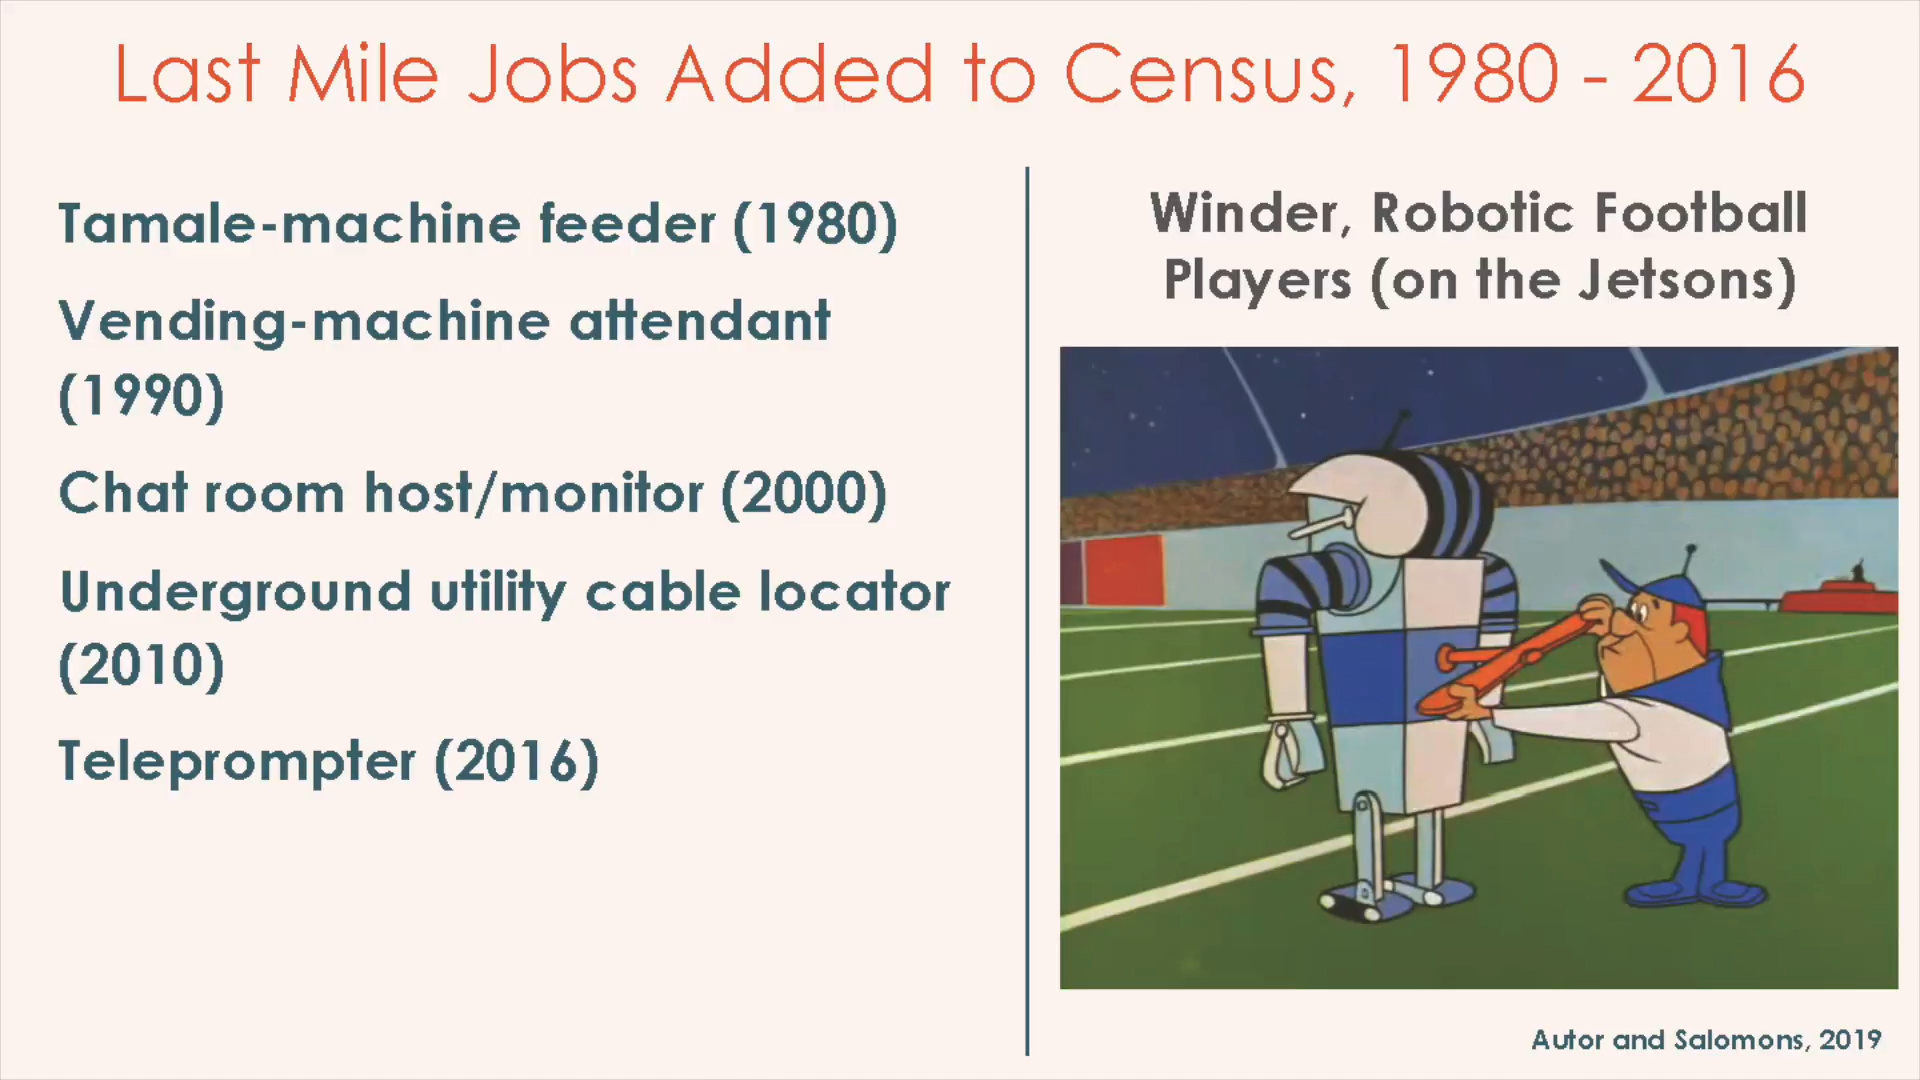 Last Mile Jobs Added to Census, 1980 - 2016
Tamale-machine feeder (1980)
Vending-machine attendant
(1990)
Chat room host/monitor (2000)
Underground utility cable locator
(2010)
Teleprompter (2016)
Winder, Robotic Football
Players (on the Jetsons)
Autor and Salomons, 2019